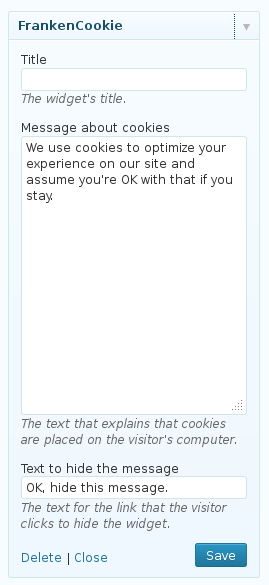 FrankenCookie
Title
The widget's title.
Message about cookies
We use cookies to optimize your
experience on our site and
assume you're OK with that if you
stay.
The text that explains that cookies
are placed on the visitor's computer.
Text to hide the message
OK, hide this message.
The text for the link that the visitor
clicks to hide the widget.
Delete | Close Save